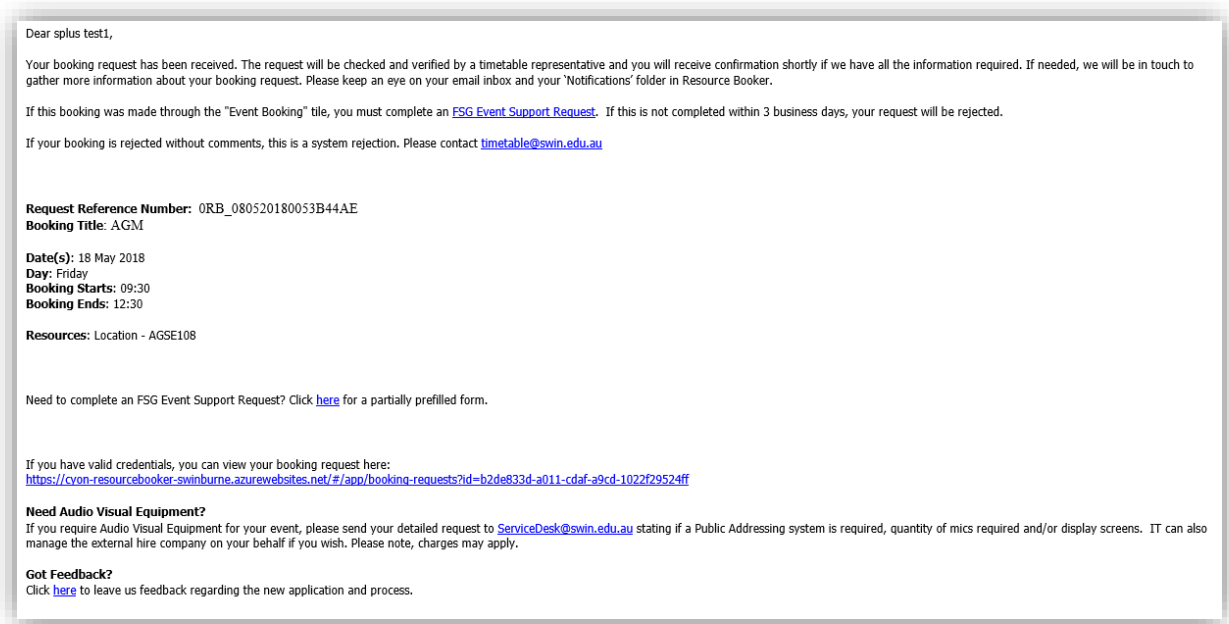 Dear splus test1,
Your booking request has been received. The request will be checked and verified by a timetable representative and you will receive confirmation shortly if we have all the information required. If needed, we will be in touch to
gather more information about your booking request. Please keep an eye on your email inbox and your ‘Notifications’ folder in Resource Booker.
If this booking was made through the "Event Booking" tile, you must complete an FSG Event Support Request.  If this is not completed within 3 business days, your request will be rejected.
If your booking is rejected without comments, this is a system rejection. Please contact timetable@swin.edu.au
Request Reference Number:  0RB_080520180053B44AE
Booking Title: AGM
Date(s): 18 May 2018
Day: Friday
Booking Starts: 09:30
Booking Ends: 12:30
Resources: Location - AGSE108
Need to complete an FSG Event Support Request? Click here for a partially prefilled form.
If you have valid credentials, you can view your booking request here:
https://cyon-resourcebooker-swinburne.azurewebsites.net/#/app/booking-requests?id=b2de833d-a011-cdaf-a9cd-1022f29524ff
Need Audio Visual Equipment?
If you require Audio Visual Equipment for your event, please send your detailed request to ServiceDesk@swin.edu.au stating if a Public Addressing system is required, quantity of mics required and/or display screens.  IT can also
manage the external hire company on your behalf if you wish. Please note, charges may apply.
Got Feedback?
Click here to leave us feedback regarding the new application and process.